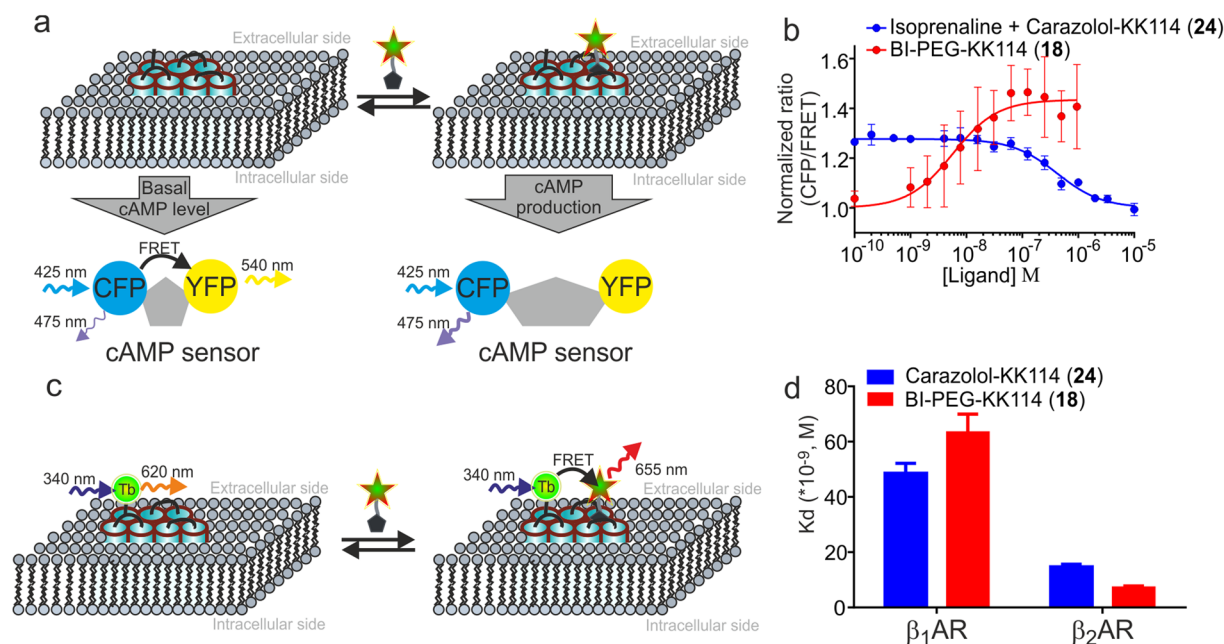 a
Extracellular side
Extracellular side
Intracellular side
Intracellular side
Basal
cAMP level
cAMP
production
FRET
425 nm
CFP
YFP
540 nm
475 nm
cAMP sensor
425 nm
CFP
YFP
475 nm
cAMP sensor
b
Isoprenaline + Carazolol-KK114 (24)
BI-PEG-KK114 (18)
Normalized ratio
(CFP/FRET)
1.6
1.4
1.2
1.0
10⁻¹⁰ 10⁻⁹ 10⁻⁸ 10⁻⁷ 10⁻⁶ 10⁻⁵
[Ligand] M
c
340 nm
Tb
620 nm
Extracellular side
Intracellular side
340 nm
Tb
FRET
655 nm
Extracellular side
Intracellular side
d
Carazolol-KK114 (24)
BI-PEG-KK114 (18)
Kd (*10⁻⁹, M)
80
60
40
20
0
β₁AR β₂AR